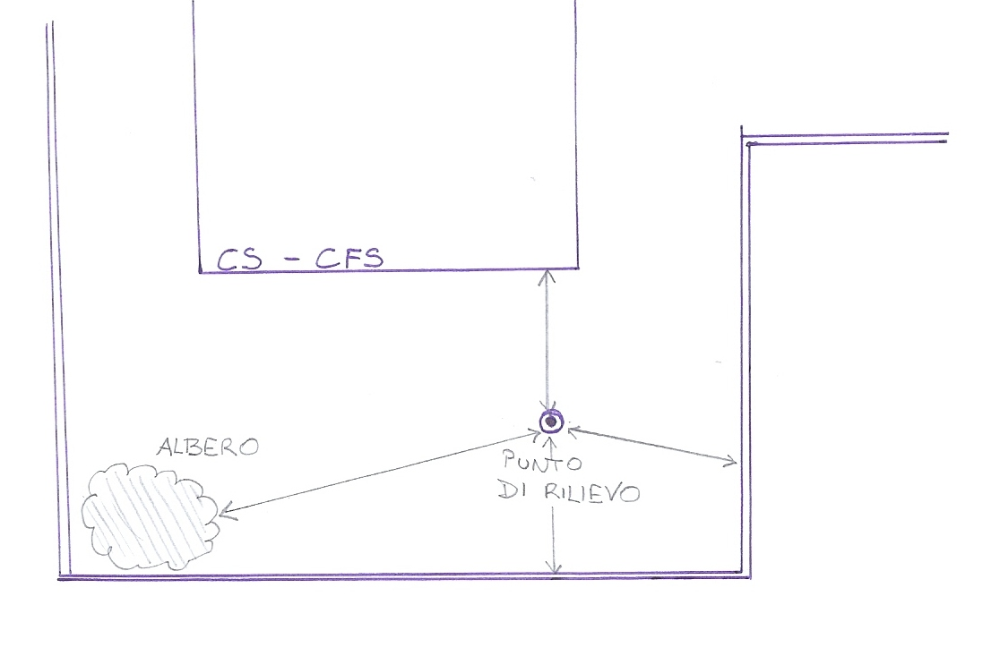 CS - CFS
ALBERO
PUNTO
DI RILIEVO